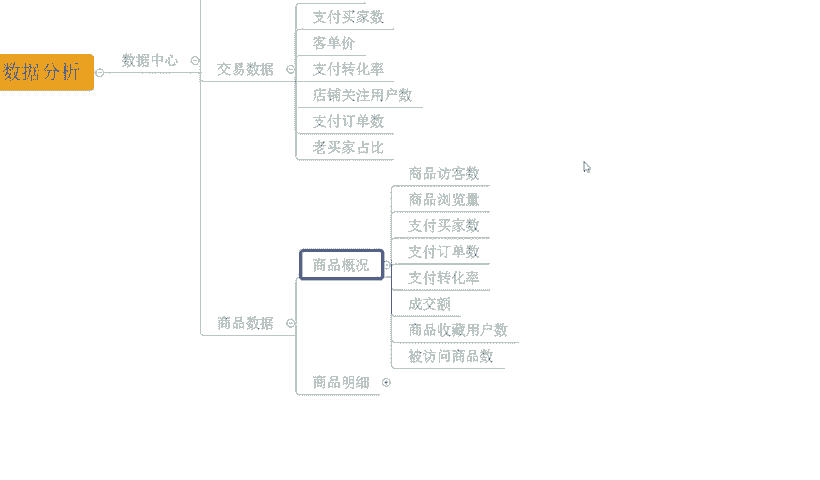 支付买家数
客单价
数据分析
数据中心
交易数据
支付转化率
店铺关注用户数
支付订单数
老买家占比
商品访客数
商品浏览量
支付买家数
支付订单数
商品概况
支付转化率
成交额
商品数据
商品收藏用户数
被访问商品数
商品明细